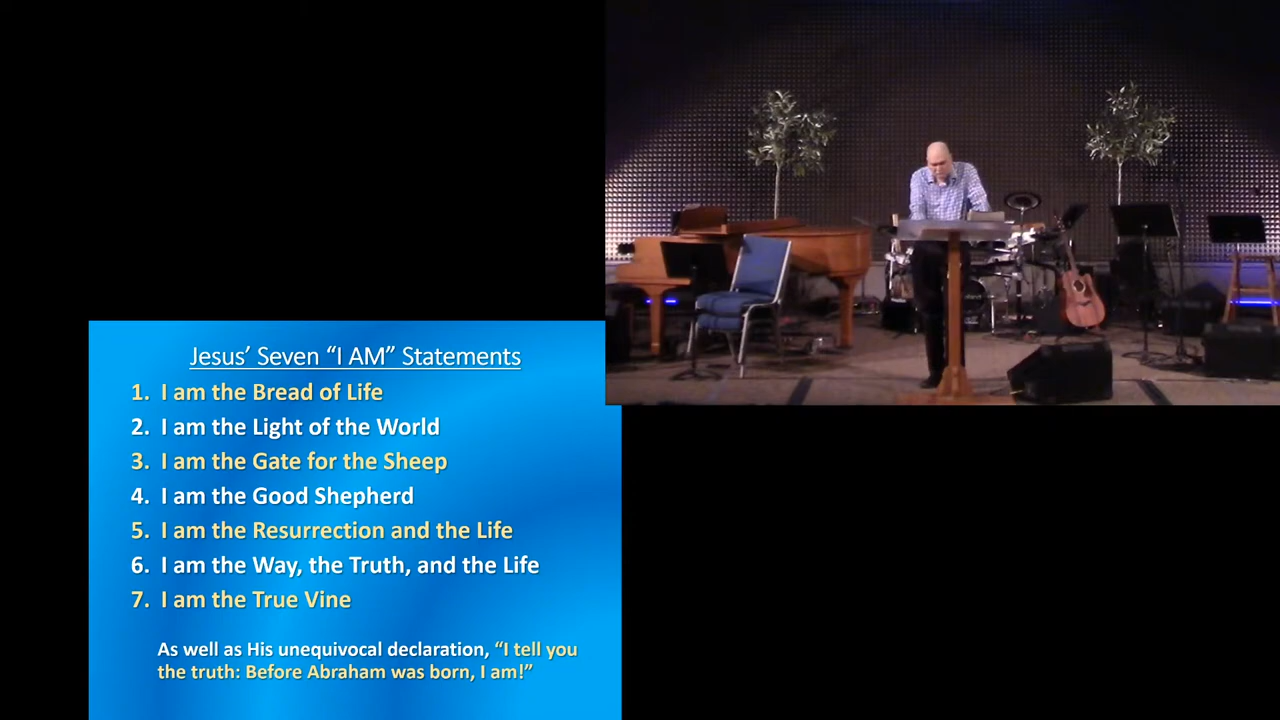 Jesus’ Seven “I AM” Statements
1. I am the Bread of Life
2. I am the Light of the World
3. I am the Gate for the Sheep
4. I am the Good Shepherd
5. I am the Resurrection and the Life
6. I am the Way, the Truth, and the Life
7. I am the True Vine
As well as His unequivocal declaration, “I tell you
the truth: Before Abraham was born, I am!”